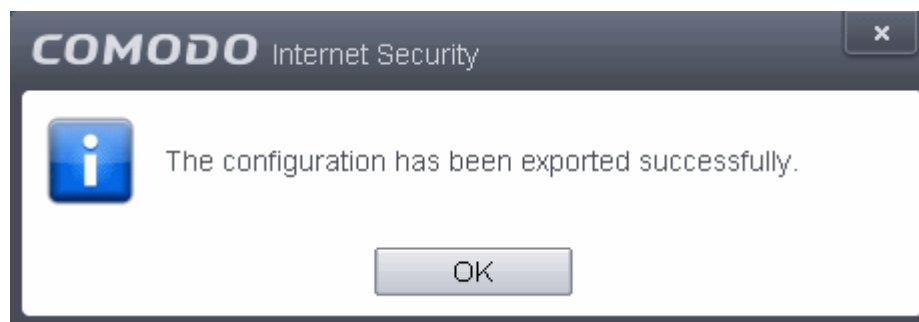 COMODO Internet Security
x
i
The configuration has been exported successfully.
OK